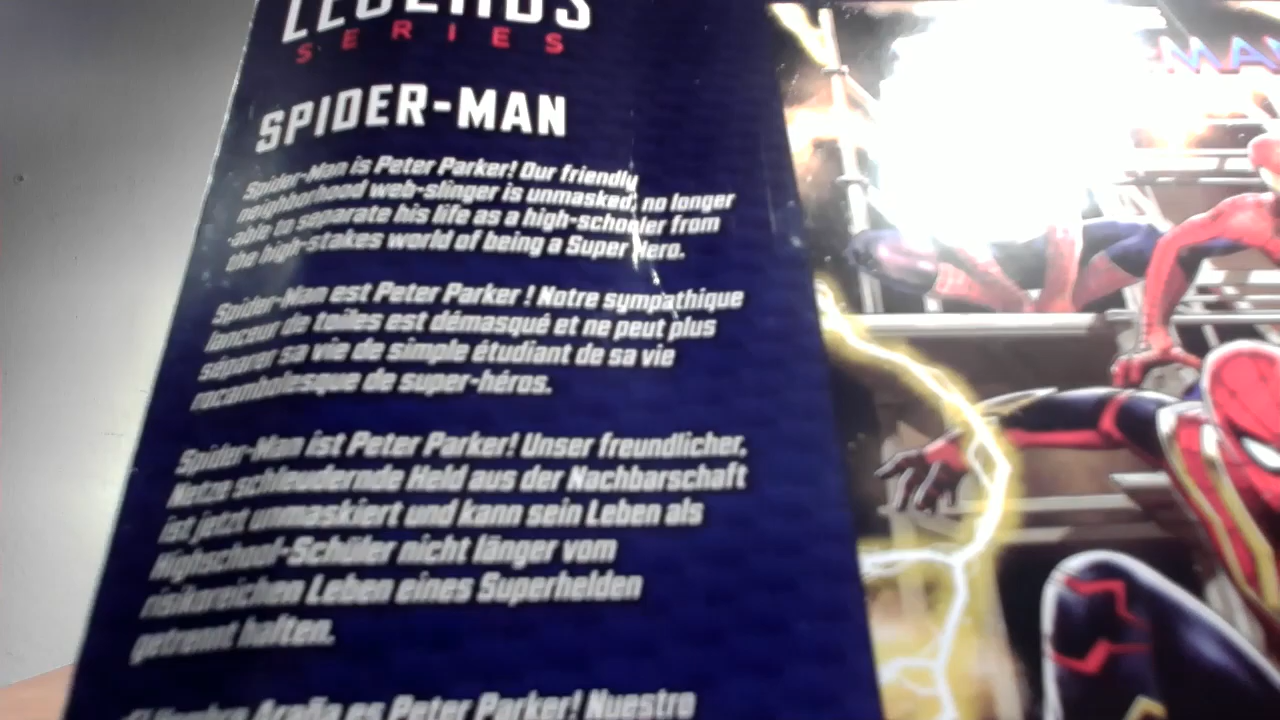 LEGENDS
SERIES
SPIDER-MAN
Spider-Man is Peter Parker! Our friendly
neighborhood web-slinger is unmasked, no longer
able to separate his life as a high-schooler from
the high-stakes world of being a Super Hero.
Spider-Man est Peter Parker ! Notre sympathique
lanceur de toiles est démasqué et ne peut plus
séparer sa vie de simple étudiant de sa vie
rocambolesque de super-héros.
Spider-Man ist Peter Parker! Unser freundlicher,
Netze schleudernde Held aus der Nachbarschaft
ist jetzt unmaskiert und kann sein Leben als
Highschool-Schüler nicht länger vom
risikoreichen Leben eines Superhelden
getrennt halten.
El Hombre Araña es Peter Parker! Nuestro